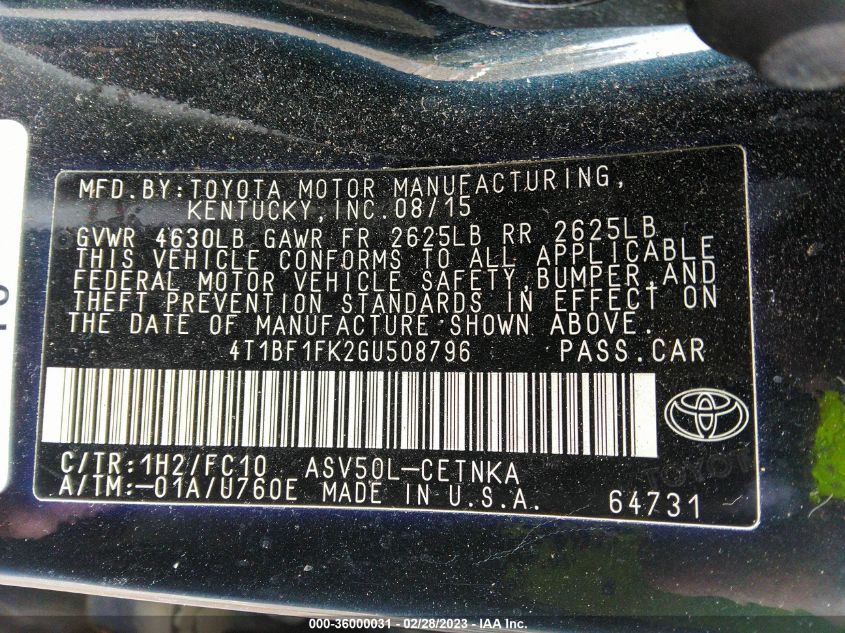 MFD.BY:TOYOTA MOTOR MANUFACTURING,
KENTUCKY,INC.08/15
GVWR 4630LB GAWR FR 2625LB RR 2625LB
THIS VEHICLE CONFORMS TO ALL APPLICABLE
FEDERAL MOTOR VEHICLE SAFETY,BUMPER,AND
THEFT PREVENTION STANDARDS IN EFFECT ON
THE DATE OF MANUFACTURE SHOWN ABOVE.
4T1BF1FK2GU508796 PASS.CAR
C/TR:1H2/FC10 ASV50L-CETNKA
TOYOTA
A/TM:-01A/U760E MADE IN U.S.A. 64731
000-36000031 - 02/28/2023 - IAA Inc.